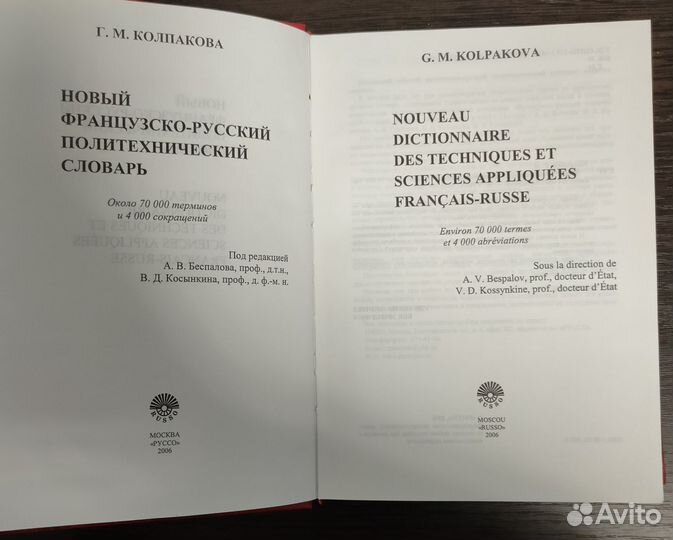 Г. М. КОЛПАКОВА
НОВЫЙ
ФРАНЦУЗСКО-РУССКИЙ
ПОЛИТЕХНИЧЕСКИЙ
СЛОВАРЬ
Около 70 000 терминов
и 4 000 сокращений
Под редакцией
А. В. Беспалова, проф., д.т.н.,
В. Д. Косынкина, проф., д. ф.-м. н.
RUSSO
МОСКВА
«РУССО»
2006
G. M. KOLPAKOVA
NOUVEAU
DICTIONNAIRE
DES TECHNIQUES ET
SCIENCES APPLIQUÉES
FRANÇAIS-RUSSE
Environ 70 000 termes
et 4 000 abréviations
Sous la direction de
A. V. Bespalov, prof., docteur d'État,
V. D. Kossynkine, prof., docteur d'État
RUSSO
MOSCOU
«RUSSO»
2006
Avito